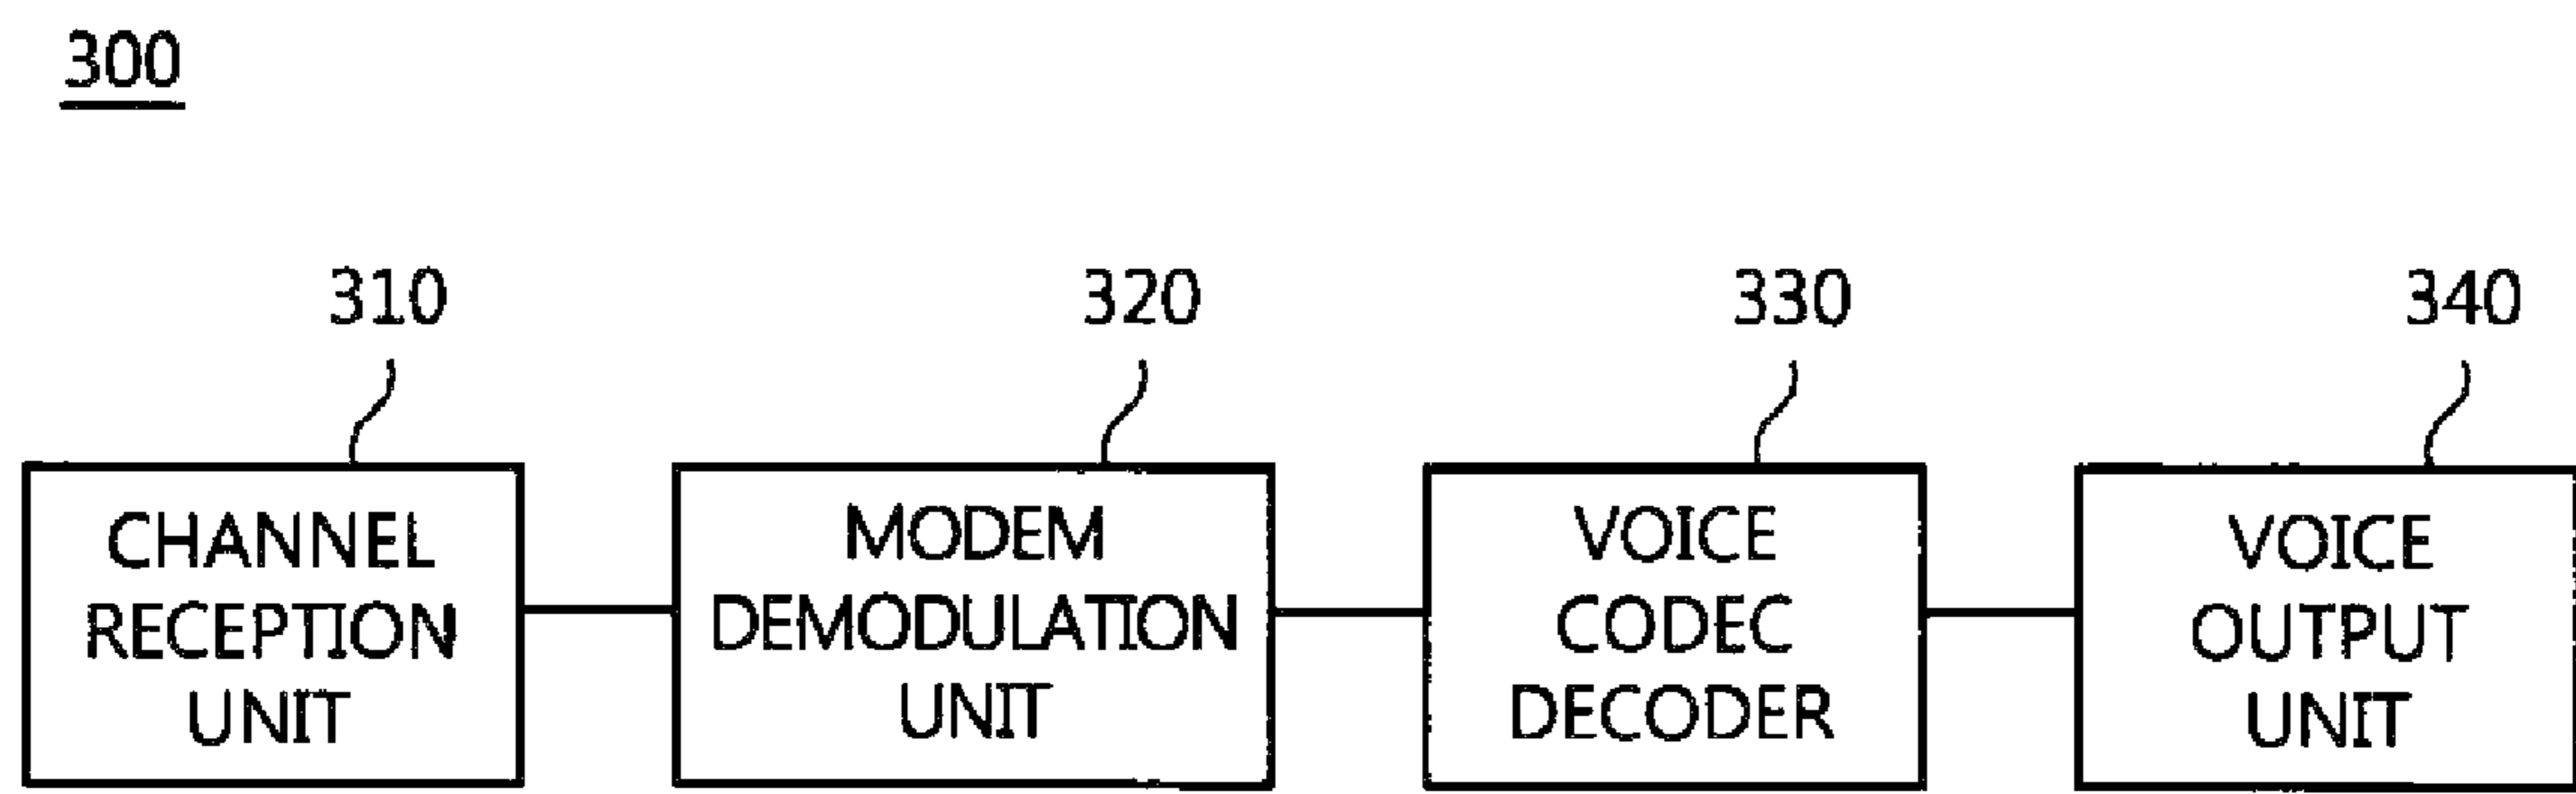 300
310
320
330
340
CHANNEL
RECEPTION
UNIT
MODEM
DEMODULATION
UNIT
VOICE
CODEC
DECODER
VOICE
OUTPUT
UNIT